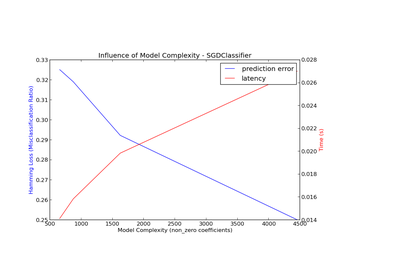 Influence of Model Complexity - SGDClassifier
prediction error
latency
0.33
0.32
0.31
0.30
0.29
0.28
0.27
0.26
0.25
Hamming Loss (Misclassification Ratio)
0.028
0.026
0.024
0.022
0.020
0.018
0.016
0.014
Time (s)
500 1000 1500 2000 2500 3000 3500 4000 4500
Model Complexity (non_zero coefficients)